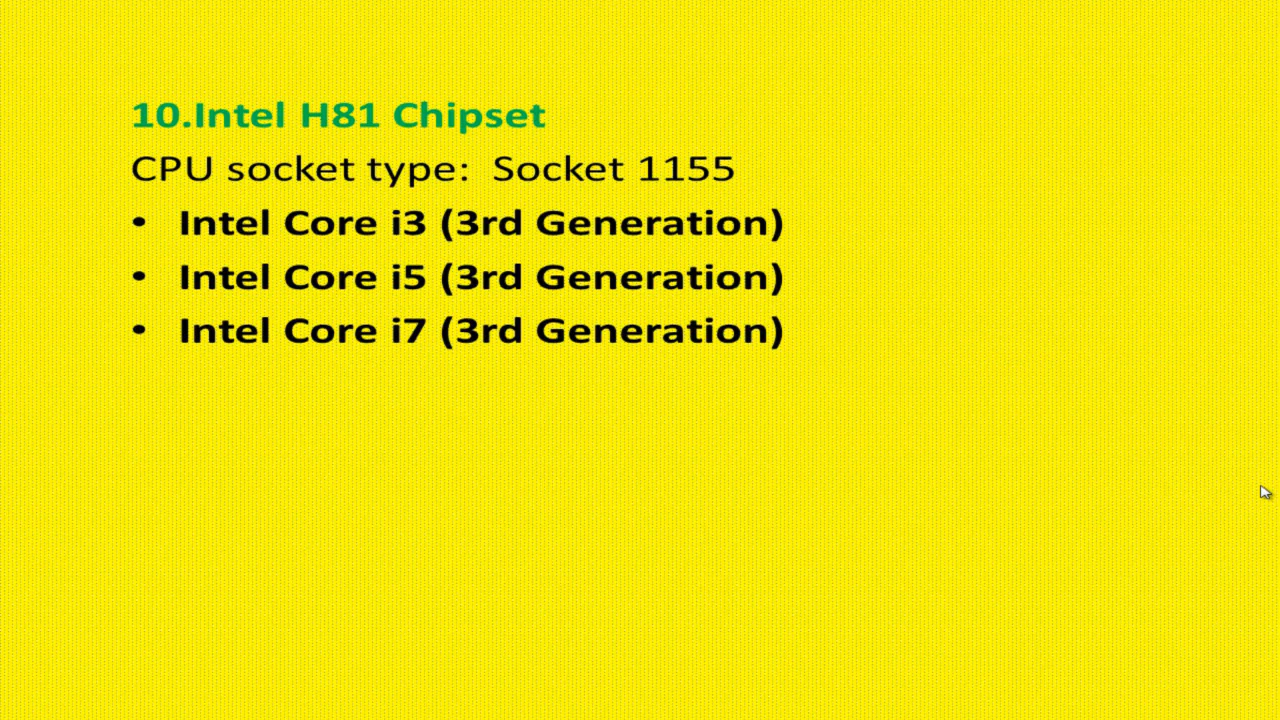 10.Intel H81 Chipset
CPU socket type:  Socket 1155
• Intel Core i3 (3rd Generation)
• Intel Core i5 (3rd Generation)
• Intel Core i7 (3rd Generation)